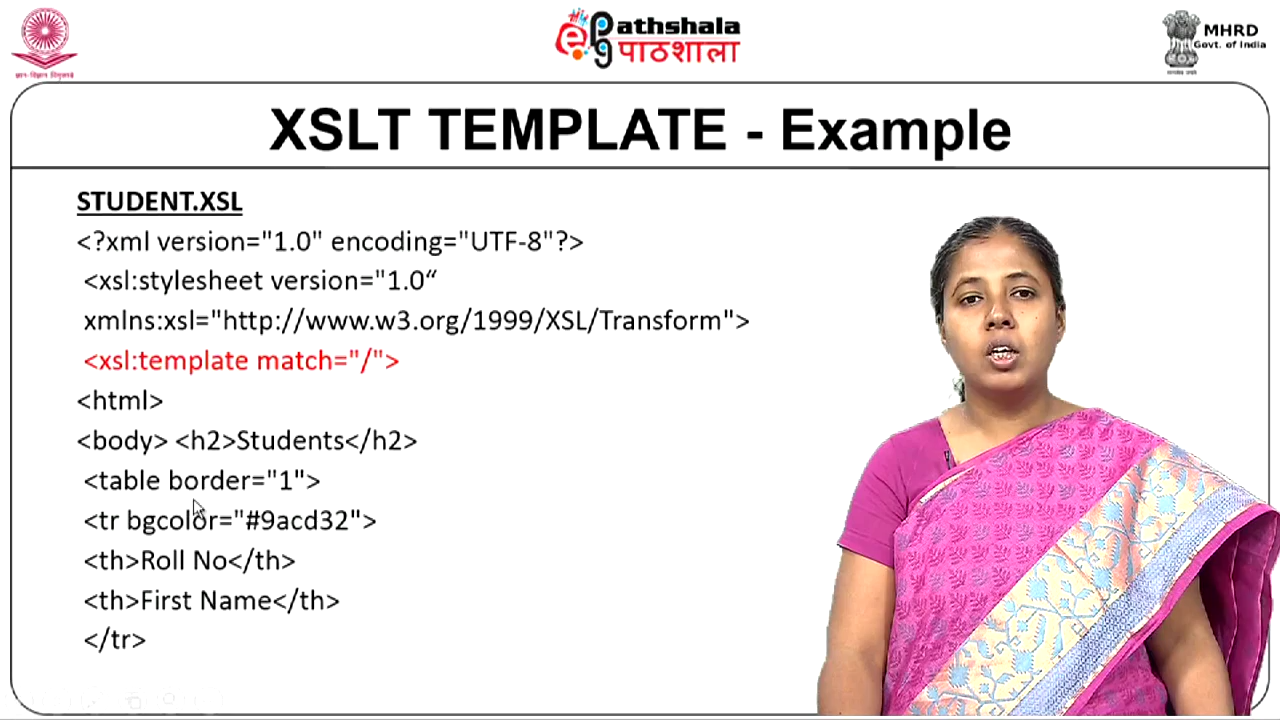 ePathshala
पाठशाला
MHRD
Govt. of India
XSLT TEMPLATE - Example
STUDENT.XSL
<?xml version="1.0" encoding="UTF-8"?>
<xsl:stylesheet version="1.0“
xmlns:xsl="http://www.w3.org/1999/XSL/Transform">
<xsl:template match="/">
<html>
<body> <h2>Students</h2>
<table border="1">
<tr bgcolor="#9acd32">
<th>Roll No</th>
<th>First Name</th>
</tr>